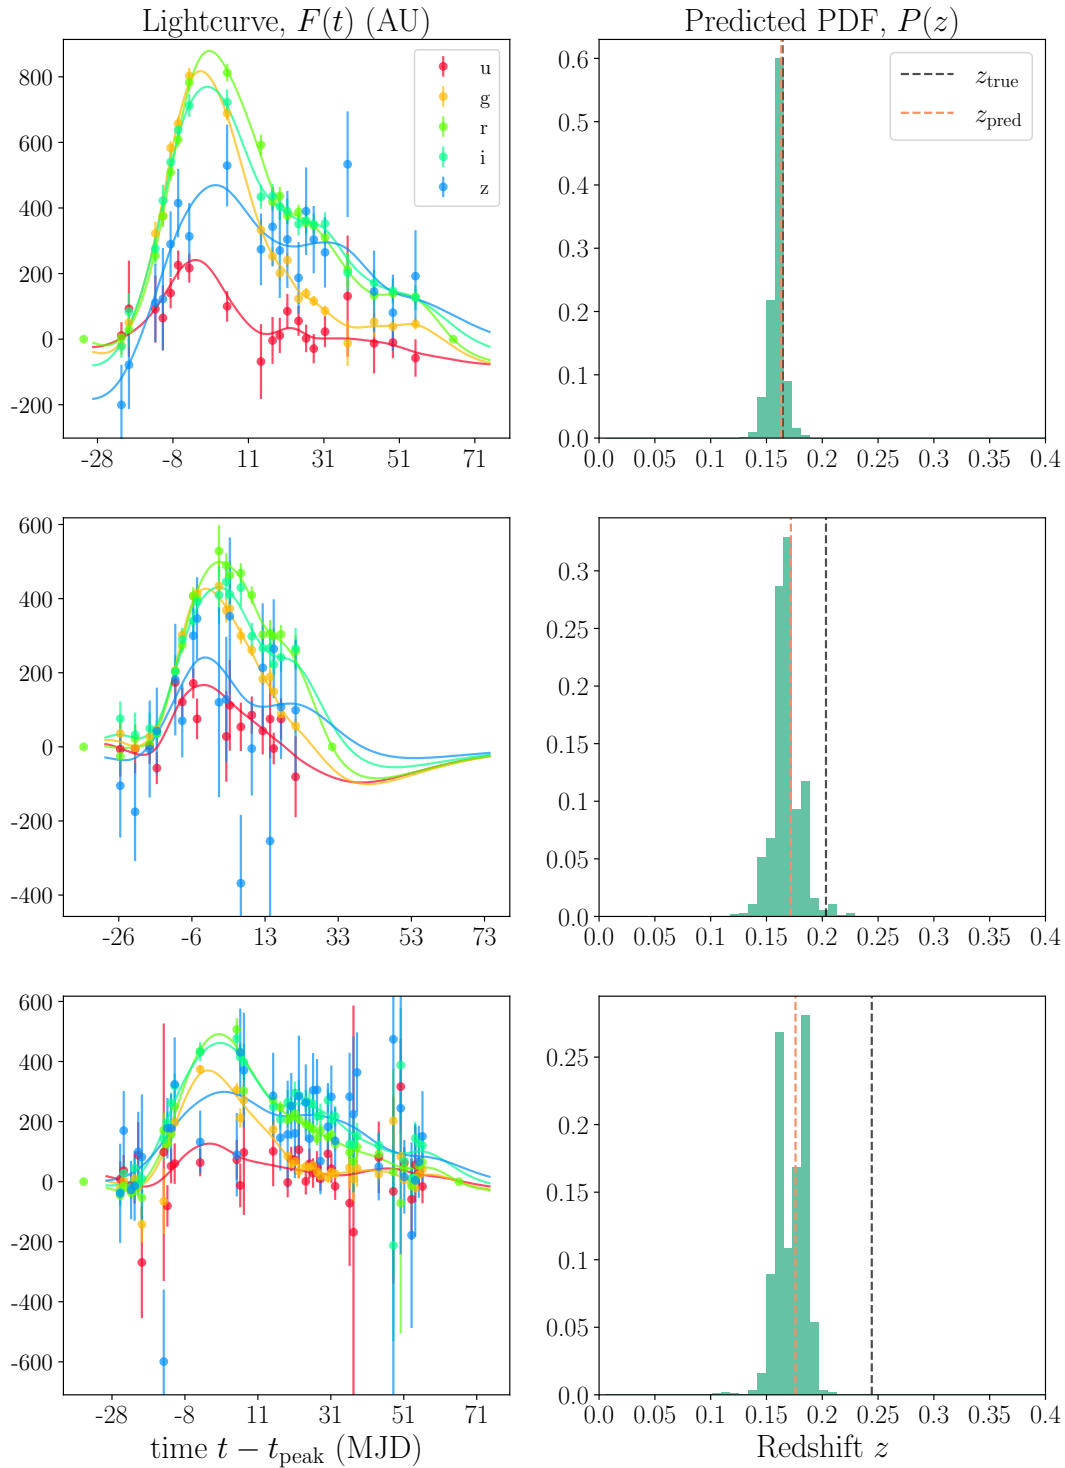 Lightcurve, F(t) (AU)
Predicted PDF, P(z)
800
600
400
200
0
-200
u
g
r
i
z
-28 -8 11 31 51 71
0.6
0.5
0.4
0.3
0.2
0.1
0.0
z_true
z_pred
0.0 0.05 0.1 0.15 0.2 0.25 0.3 0.35 0.4
600
400
200
0
-200
-400
-26 -6 13 33 53 73
0.3
0.25
0.2
0.15
0.1
0.05
0.0
0.0 0.05 0.1 0.15 0.2 0.25 0.3 0.35 0.4
600
400
200
0
-200
-400
-600
-28 -8 11 31 51 71
time t − t_peak (MJD)
0.25
0.2
0.15
0.1
0.05
0.0
0.0 0.05 0.1 0.15 0.2 0.25 0.3 0.35 0.4
Redshift z